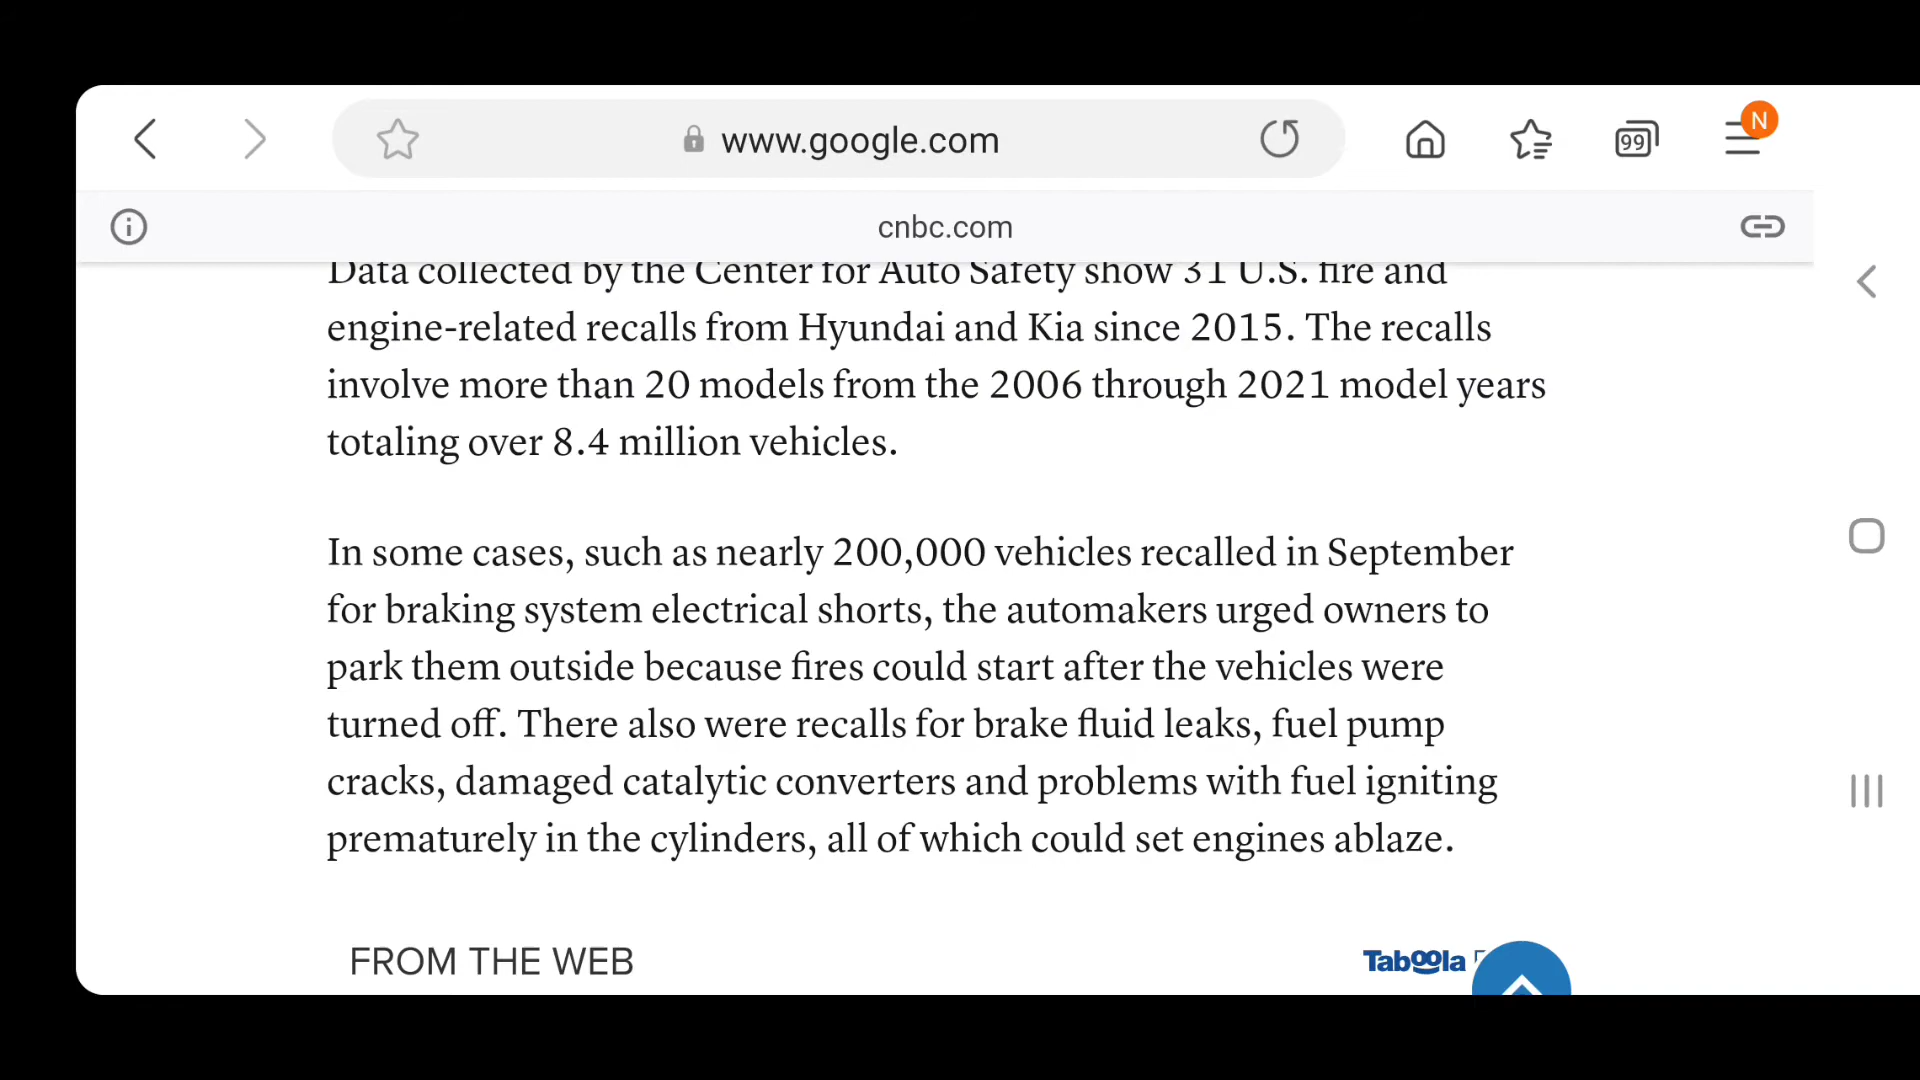 www.google.com
99
N
cnbc.com
Data collected by the Center for Auto Safety show 31 U.S. fire and
engine-related recalls from Hyundai and Kia since 2015. The recalls
involve more than 20 models from the 2006 through 2021 model years
totaling over 8.4 million vehicles.
In some cases, such as nearly 200,000 vehicles recalled in September
for braking system electrical shorts, the automakers urged owners to
park them outside because fires could start after the vehicles were
turned off. There also were recalls for brake fluid leaks, fuel pump
cracks, damaged catalytic converters and problems with fuel igniting
prematurely in the cylinders, all of which could set engines ablaze.
FROM THE WEB
Taboola